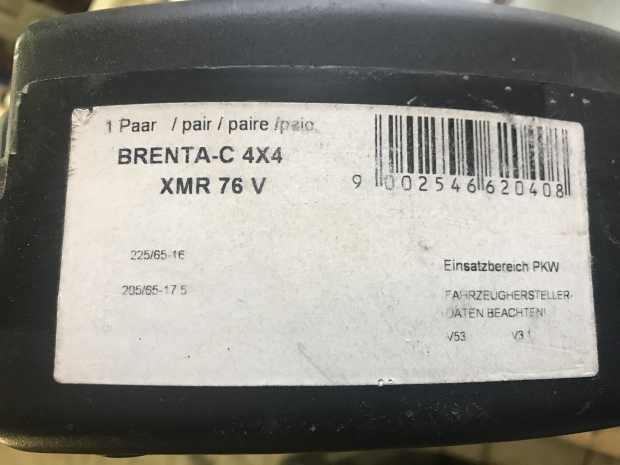 1 Paar / pair / paire /paio
BRENTA-C 4X4
XMR 76 V
9 002546 620408
225/65-16
205/65-17.5
Einsatzbereich PKW
FAHRZEUGHERSTELLER-
DATEN BEACHTEN!
V53 V3.1